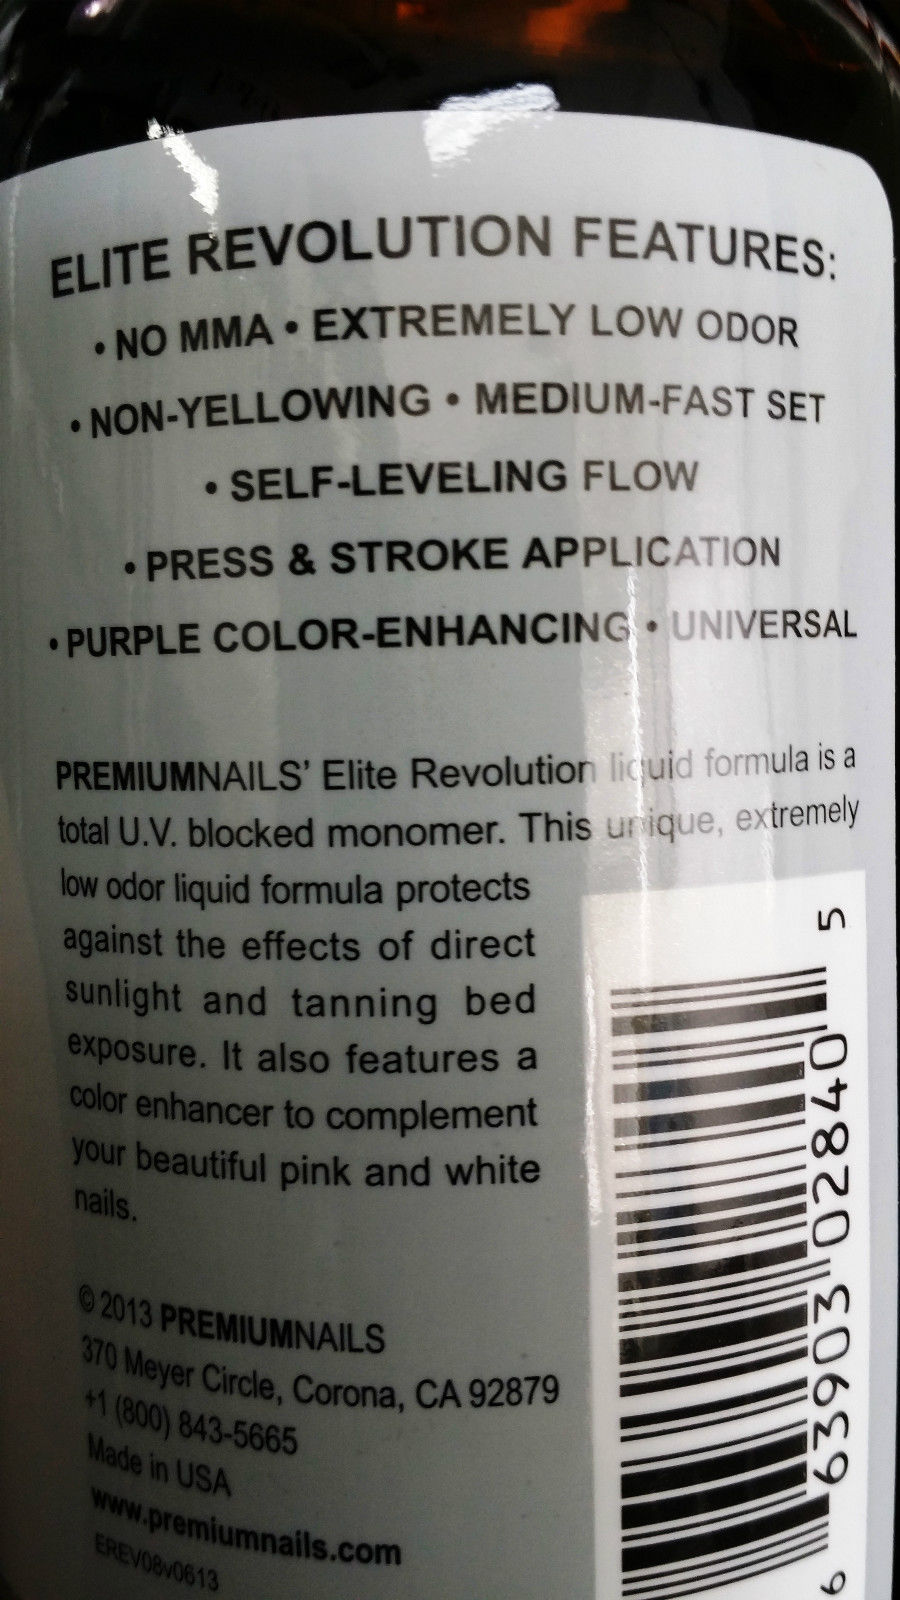 ELITE REVOLUTION FEATURES:
• NO MMA • EXTREMELY LOW ODOR
• NON-YELLOWING • MEDIUM-FAST SET
• SELF-LEVELING FLOW
• PRESS & STROKE APPLICATION
• PURPLE COLOR-ENHANCING • UNIVERSAL
PREMIUMNAILS' Elite Revolution liquid formula is a
total U.V. blocked monomer. This unique, extremely
low odor liquid formula protects
against the effects of direct
sunlight and tanning bed
exposure. It also features a
color enhancer to complement
your beautiful pink and white
nails.
© 2013 PREMIUMNAILS
370 Meyer Circle, Corona, CA 92879
+1 (800) 843-5665
Made in USA
www.premiumnails.com
EREV08v0613
6 63903 02840 5